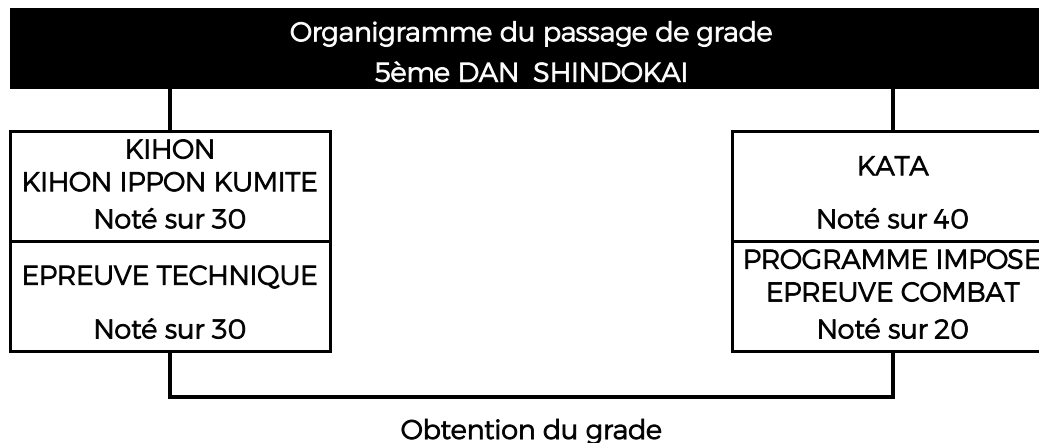 Organigramme du passage de grade
5ème DAN SHINDOKAI
KIHON
KIHON IPPON KUMITE
Noté sur 30
EPREUVE TECHNIQUE
Noté sur 30
KATA
Noté sur 40
PROGRAMME IMPOSE
EPREUVE COMBAT
Noté sur 20
Obtention du grade